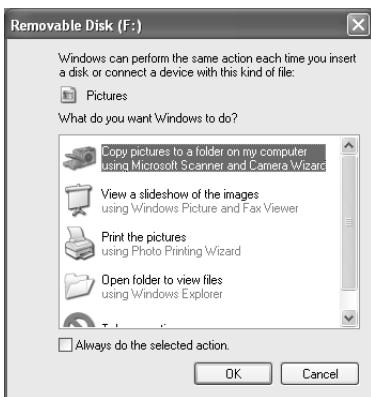 Removable Disk (F:)
Windows can perform the same action each time you insert
a disk or connect a device with this kind of file:
Pictures
What do you want Windows to do?
Copy pictures to a folder on my computer
using Microsoft Scanner and Camera Wizard
View a slideshow of the images
using Windows Picture and Fax Viewer
Print the pictures
using Photo Printing Wizard
Open folder to view files
using Windows Explorer
Always do the selected action.
OK
Cancel